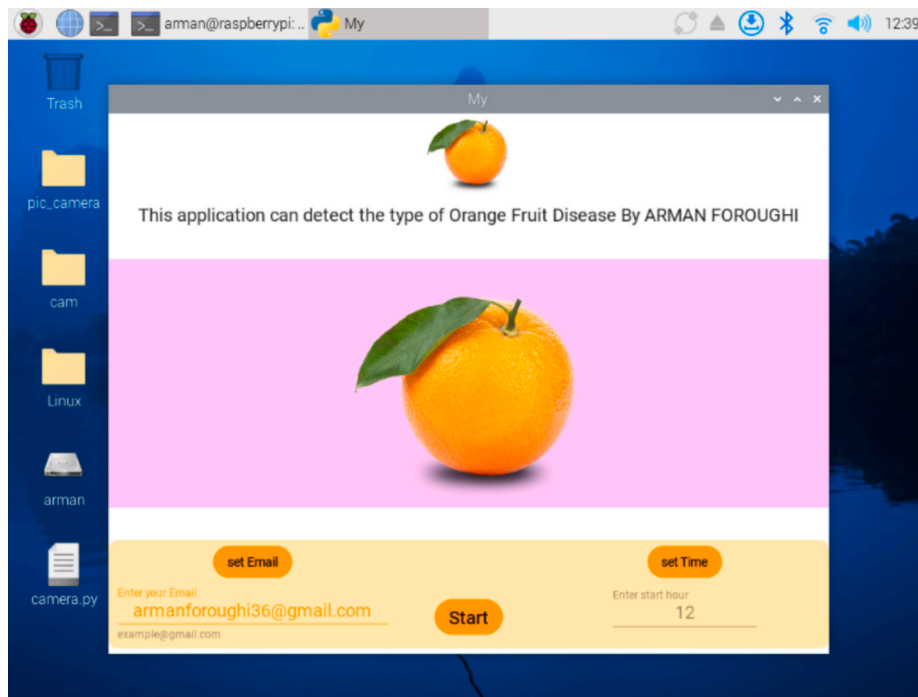 arman@raspberrypi: ..
My
12:39
Trash
pic_camera
cam
Linux
arman
camera.py
My
This application can detect the type of Orange Fruit Disease By ARMAN FOROUGHI
set Email
set Time
Enter your Email
armanforoughi36@gmail.com
example@gmail.com
Start
Enter start hour
12